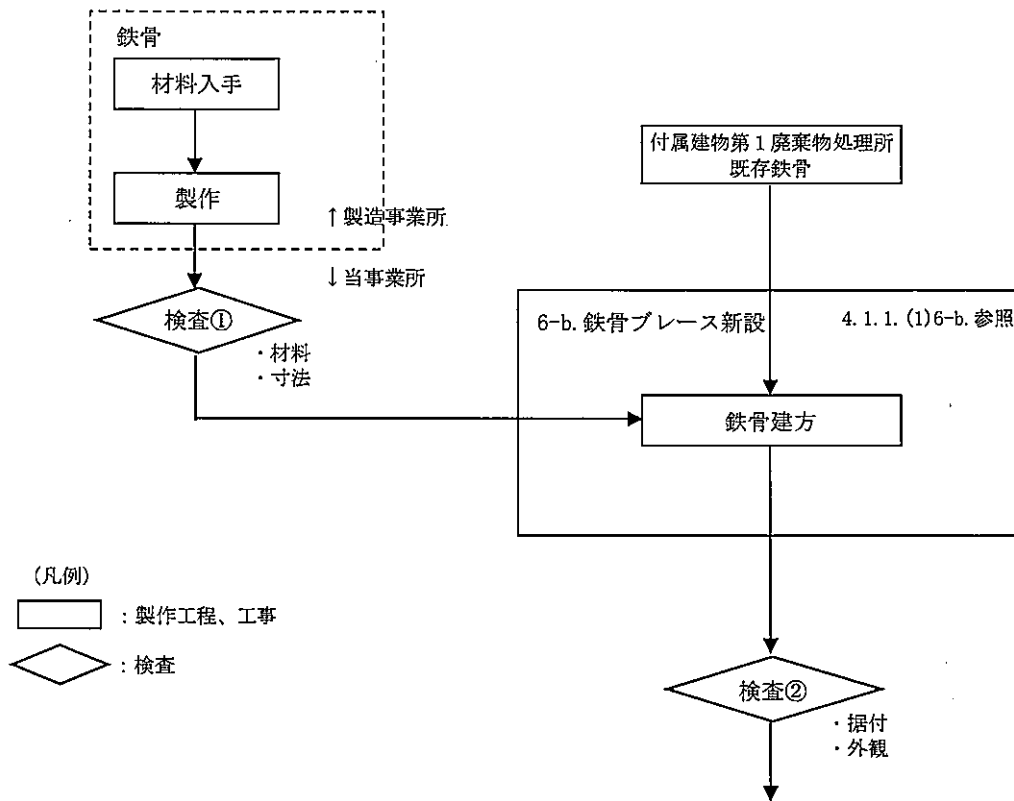 鉄骨
材料入手
製作
↑製造事業所
↓当事業所
検査①
・材料
・寸法
付属建物第1廃棄物処理所
既存鉄骨
6-b. 鉄骨ブレース新設
4.1.1.(1)6-b.参照
鉄骨建方
検査②
・据付
・外観
(凡例)
：製作工程、工事
：検査